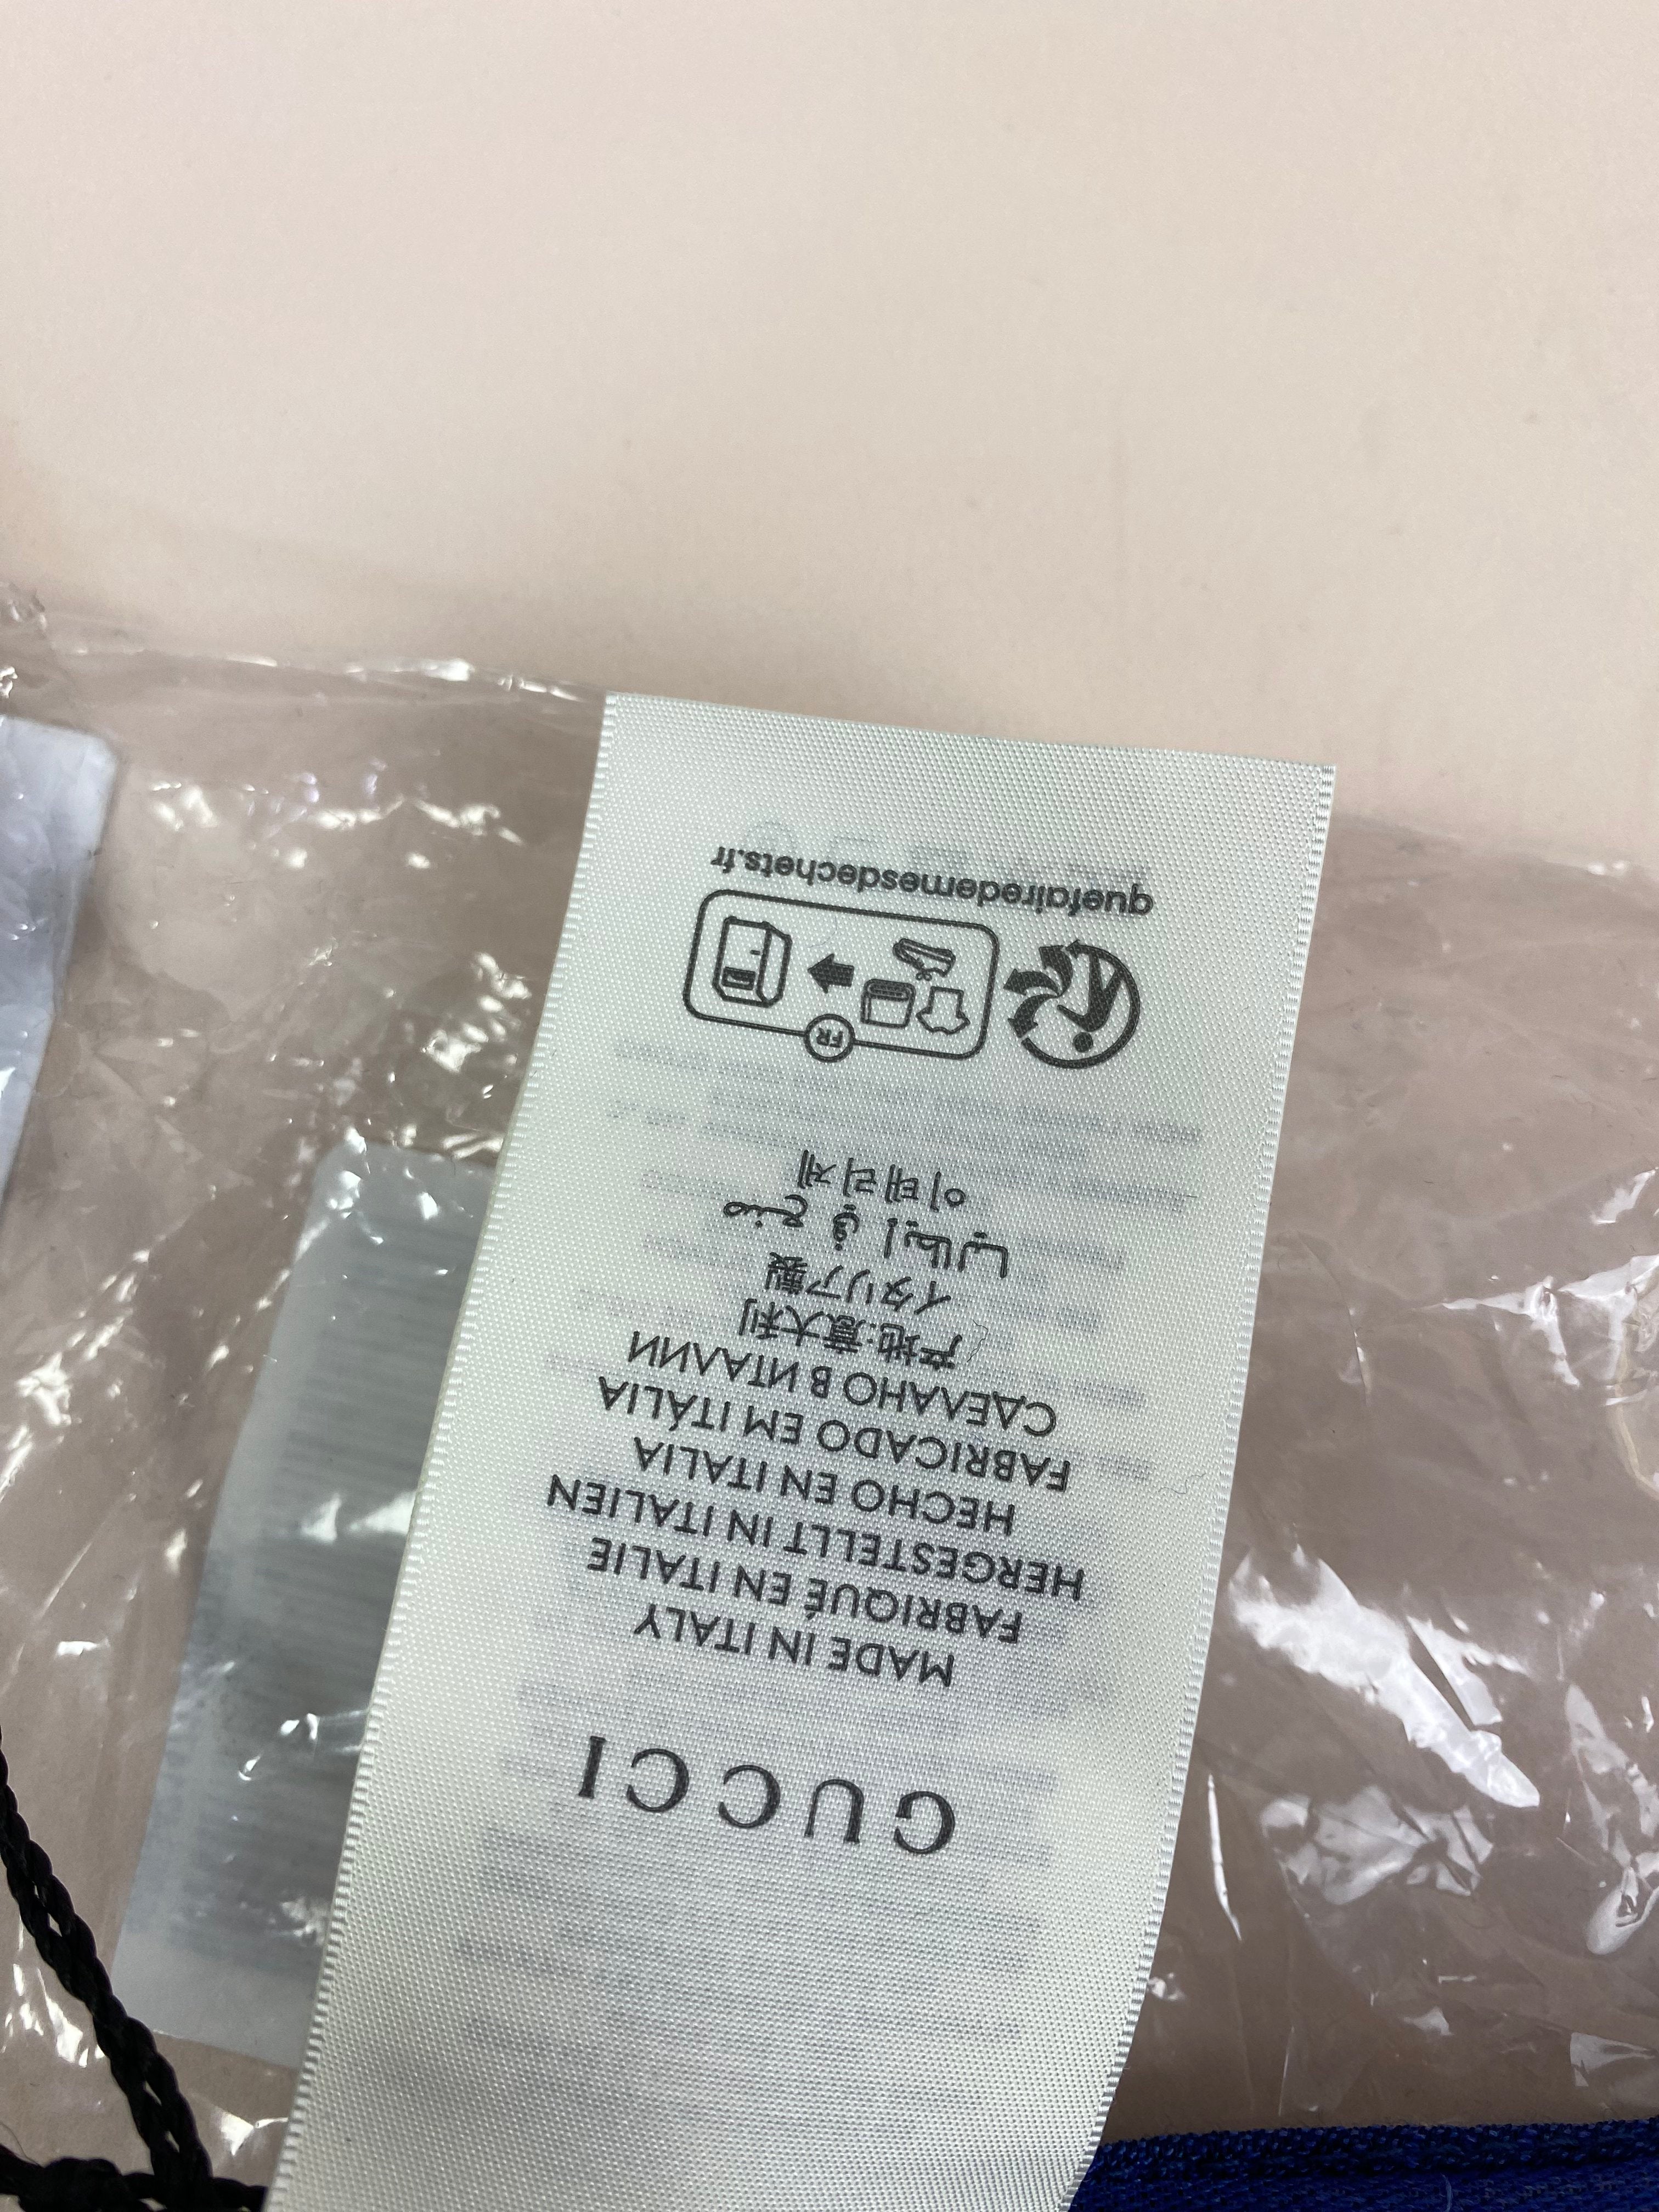 GUCCI
MADE IN ITALY
FABRIQUÉ EN ITALIE
HERGESTELLT IN ITALIEN
HECHO EN ITALIA
FABRICADO EM ITÁLIA
СДЕЛАНО В ИТАЛИИ
产地:意大利
イタリア製
صنع في إيطاليا
이태리제
FR
quefairedemesdechets.fr